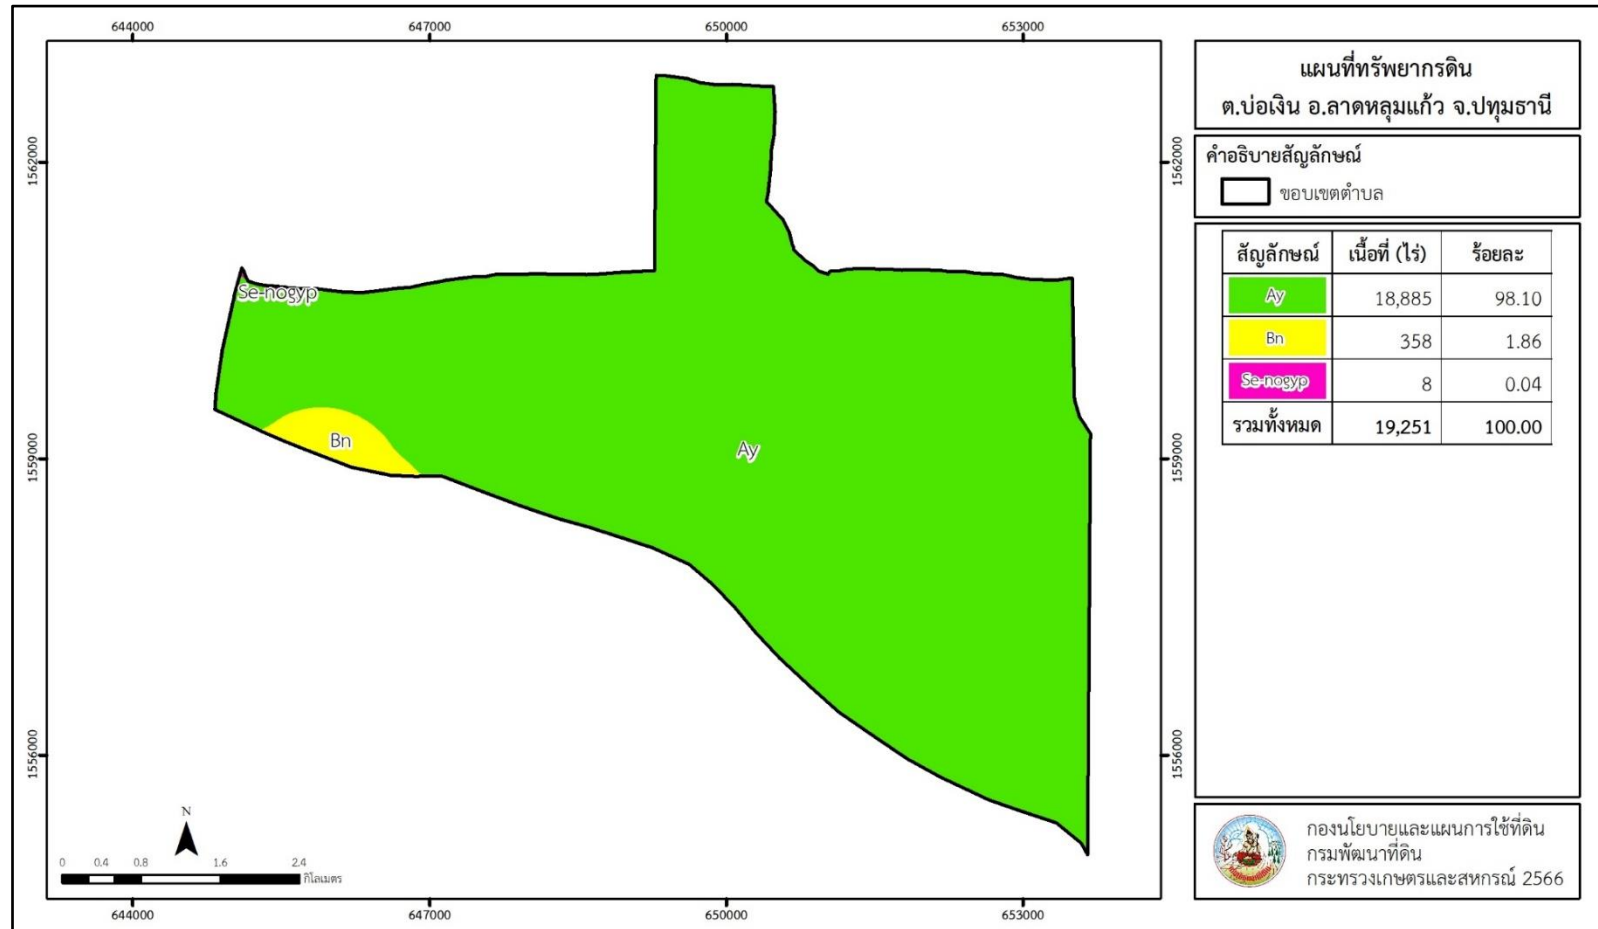 644000 647000 650000 653000
แผนที่ทรัพยากรดิน
ต.บ่อเงิน อ.ลาดหลุมแก้ว จ.ปทุมธานี
คำอธิบายสัญลักษณ์
ขอบเขตตำบล
1562000 1562000
Se-nogyp
Bn
Ay
1559000 1559000
สัญลักษณ์ เนื้อที่ (ไร่) ร้อยละ
Ay 18,885 98.10
Bn 358 1.86
Se-nogyp 8 0.04
รวมทั้งหมด 19,251 100.00
1556000 1556000
N
0 0.4 0.8 1.6 2.4
กิโลเมตร
กองนโยบายและแผนการใช้ที่ดิน
กรมพัฒนาที่ดิน
กระทรวงเกษตรและสหกรณ์ 2566
644000 647000 650000 653000